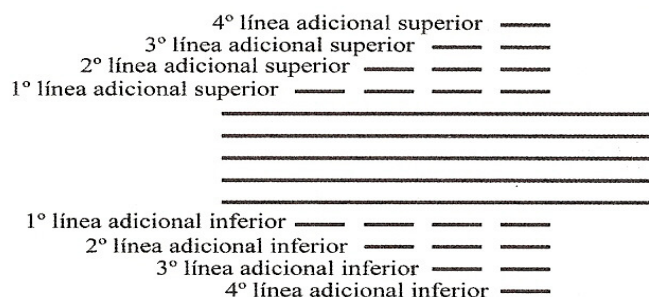 4º línea adicional superior
3º línea adicional superior
2º línea adicional superior
1º línea adicional superior
1º línea adicional inferior
2º línea adicional inferior
3º línea adicional inferior
4º línea adicional inferior